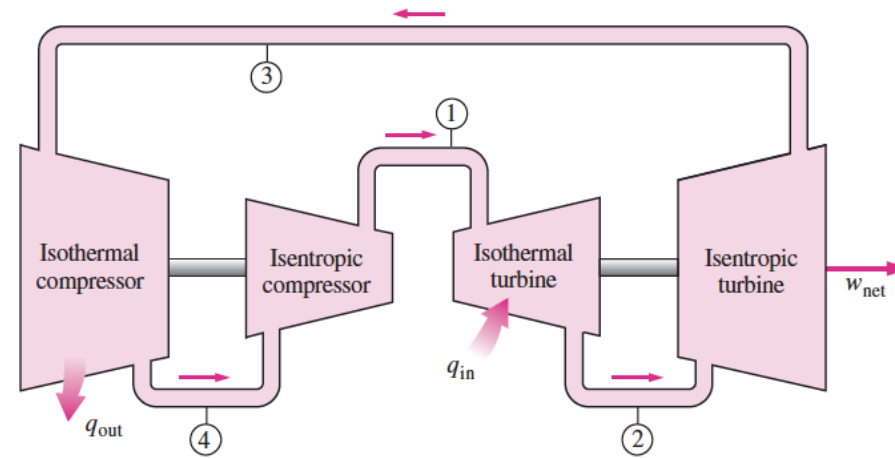 3
1
Isothermal
compressor
Isentropic
compressor
Isothermal
turbine
Isentropic
turbine
w_net
q_in
q_out
4
2